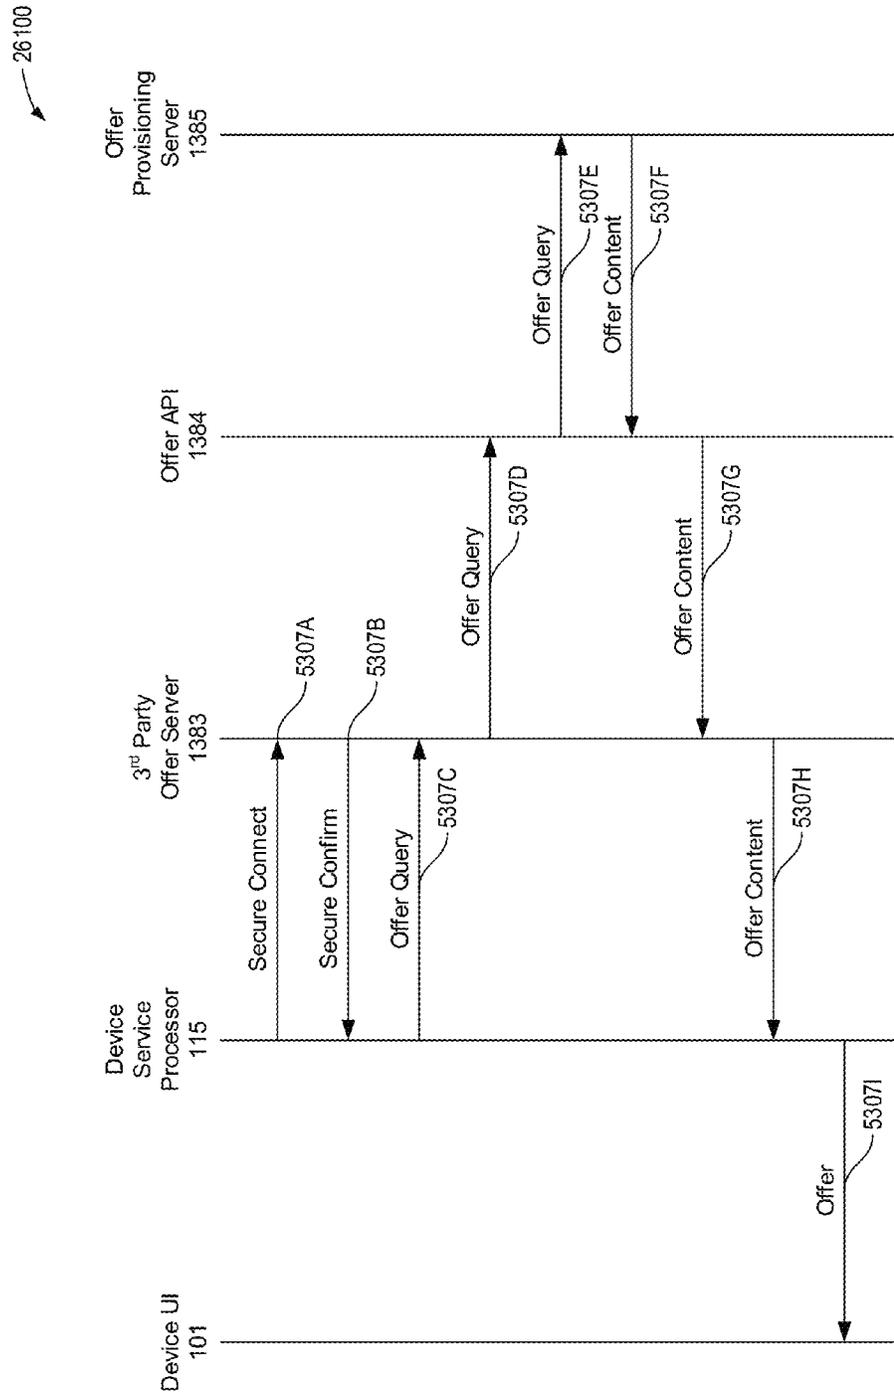 26100
Device UI
101
Device
Service
Processor
115
3rd Party
Offer Server
1383
Offer API
1384
Offer
Provisioning
Server
1385
Secure Connect
5307A
Secure Confirm
5307B
Offer Query
5307C
Offer Query
5307D
Offer Query
5307E
Offer Content
5307F
Offer Content
5307G
Offer Content
5307H
Offer
5307I